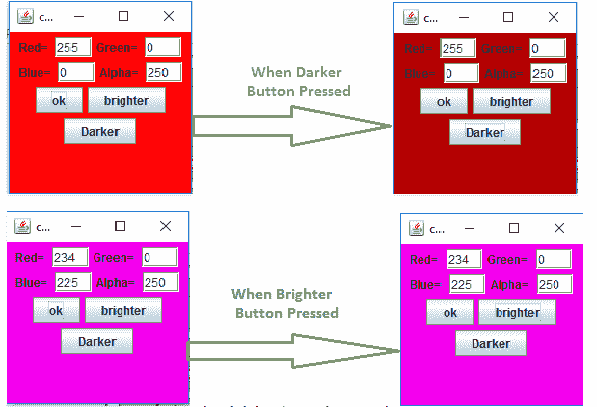 c...
Red= 255 Green= 0
Blue= 0 Alpha= 250
ok brighter
Darker
When Darker
Button Pressed
c...
Red= 255 Green= 0
Blue= 0 Alpha= 250
ok brighter
Darker
c...
Red= 234 Green= 0
Blue= 225 Alpha= 250
ok brighter
Darker
When Brighter
Button Pressed
c...
Red= 234 Green= 0
Blue= 225 Alpha= 250
ok brighter
Darker